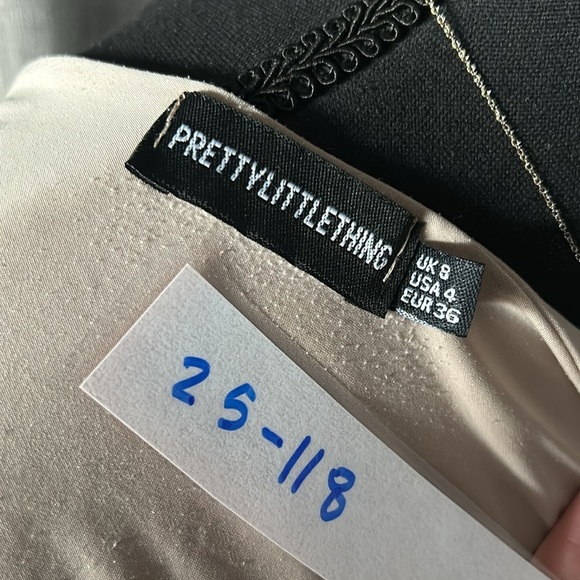 PRETTYLITTLETHING
UK 8
USA 4
EUR 36
25-118